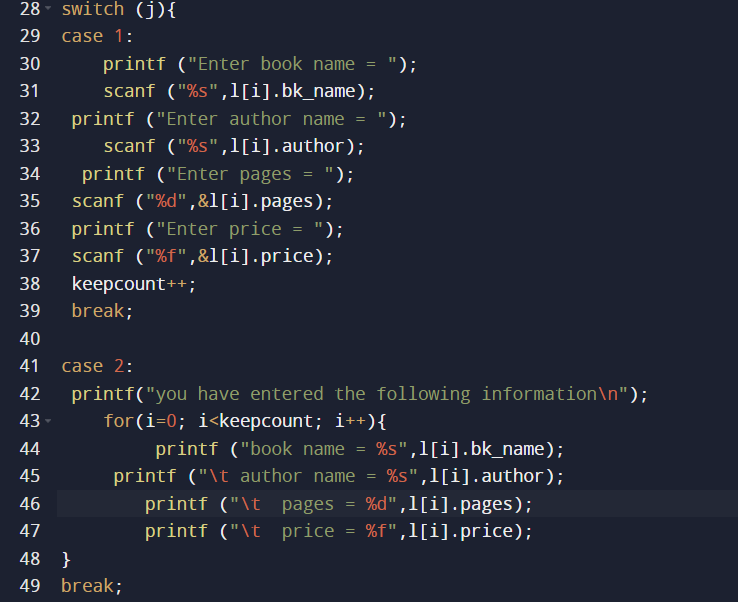 28 switch (j){
29 case 1:
30     printf ("Enter book name = ");
31     scanf ("%s",l[i].bk_name);
32  printf ("Enter author name = ");
33     scanf ("%s",l[i].author);
34   printf ("Enter pages = ");
35  scanf ("%d",&l[i].pages);
36  printf ("Enter price = ");
37  scanf ("%f",&l[i].price);
38  keepcount++;
39  break;
40
41 case 2:
42  printf("you have entered the following information\n");
43     for(i=0; i<keepcount; i++){
44          printf ("book name = %s",l[i].bk_name);
45      printf ("\t author name = %s",l[i].author);
46         printf ("\t  pages = %d",l[i].pages);
47         printf ("\t  price = %f",l[i].price);
48 }
49 break;